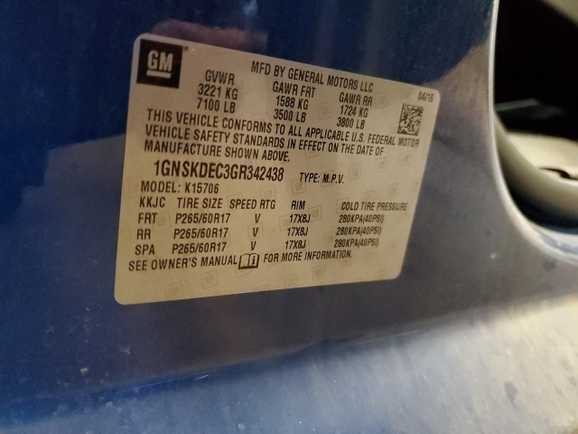 GM
MFD BY GENERAL MOTORS LLC
04/16
GVWR GAWR FRT GAWR RR
3221 KG 1588 KG 1724 KG
7100 LB 3500 LB 3800 LB
THIS VEHICLE CONFORMS TO ALL APPLICABLE U.S. FEDERAL MOTOR
VEHICLE SAFETY STANDARDS IN EFFECT ON THE DATE OF
MANUFACTURE SHOWN ABOVE.
1GNSKDEC3GR342438 TYPE: M.P.V.
MODEL: K15706
KKJC TIRE SIZE SPEED RTG RIM COLD TIRE PRESSURE
FRT P265/60R17 V 17X8J 280KPA(40PSI)
RR P265/60R17 V 17X8J 280KPA(40PSI)
SPA P265/60R17 V 17X8J 280KPA(40PSI)
SEE OWNER'S MANUAL FOR MORE INFORMATION.